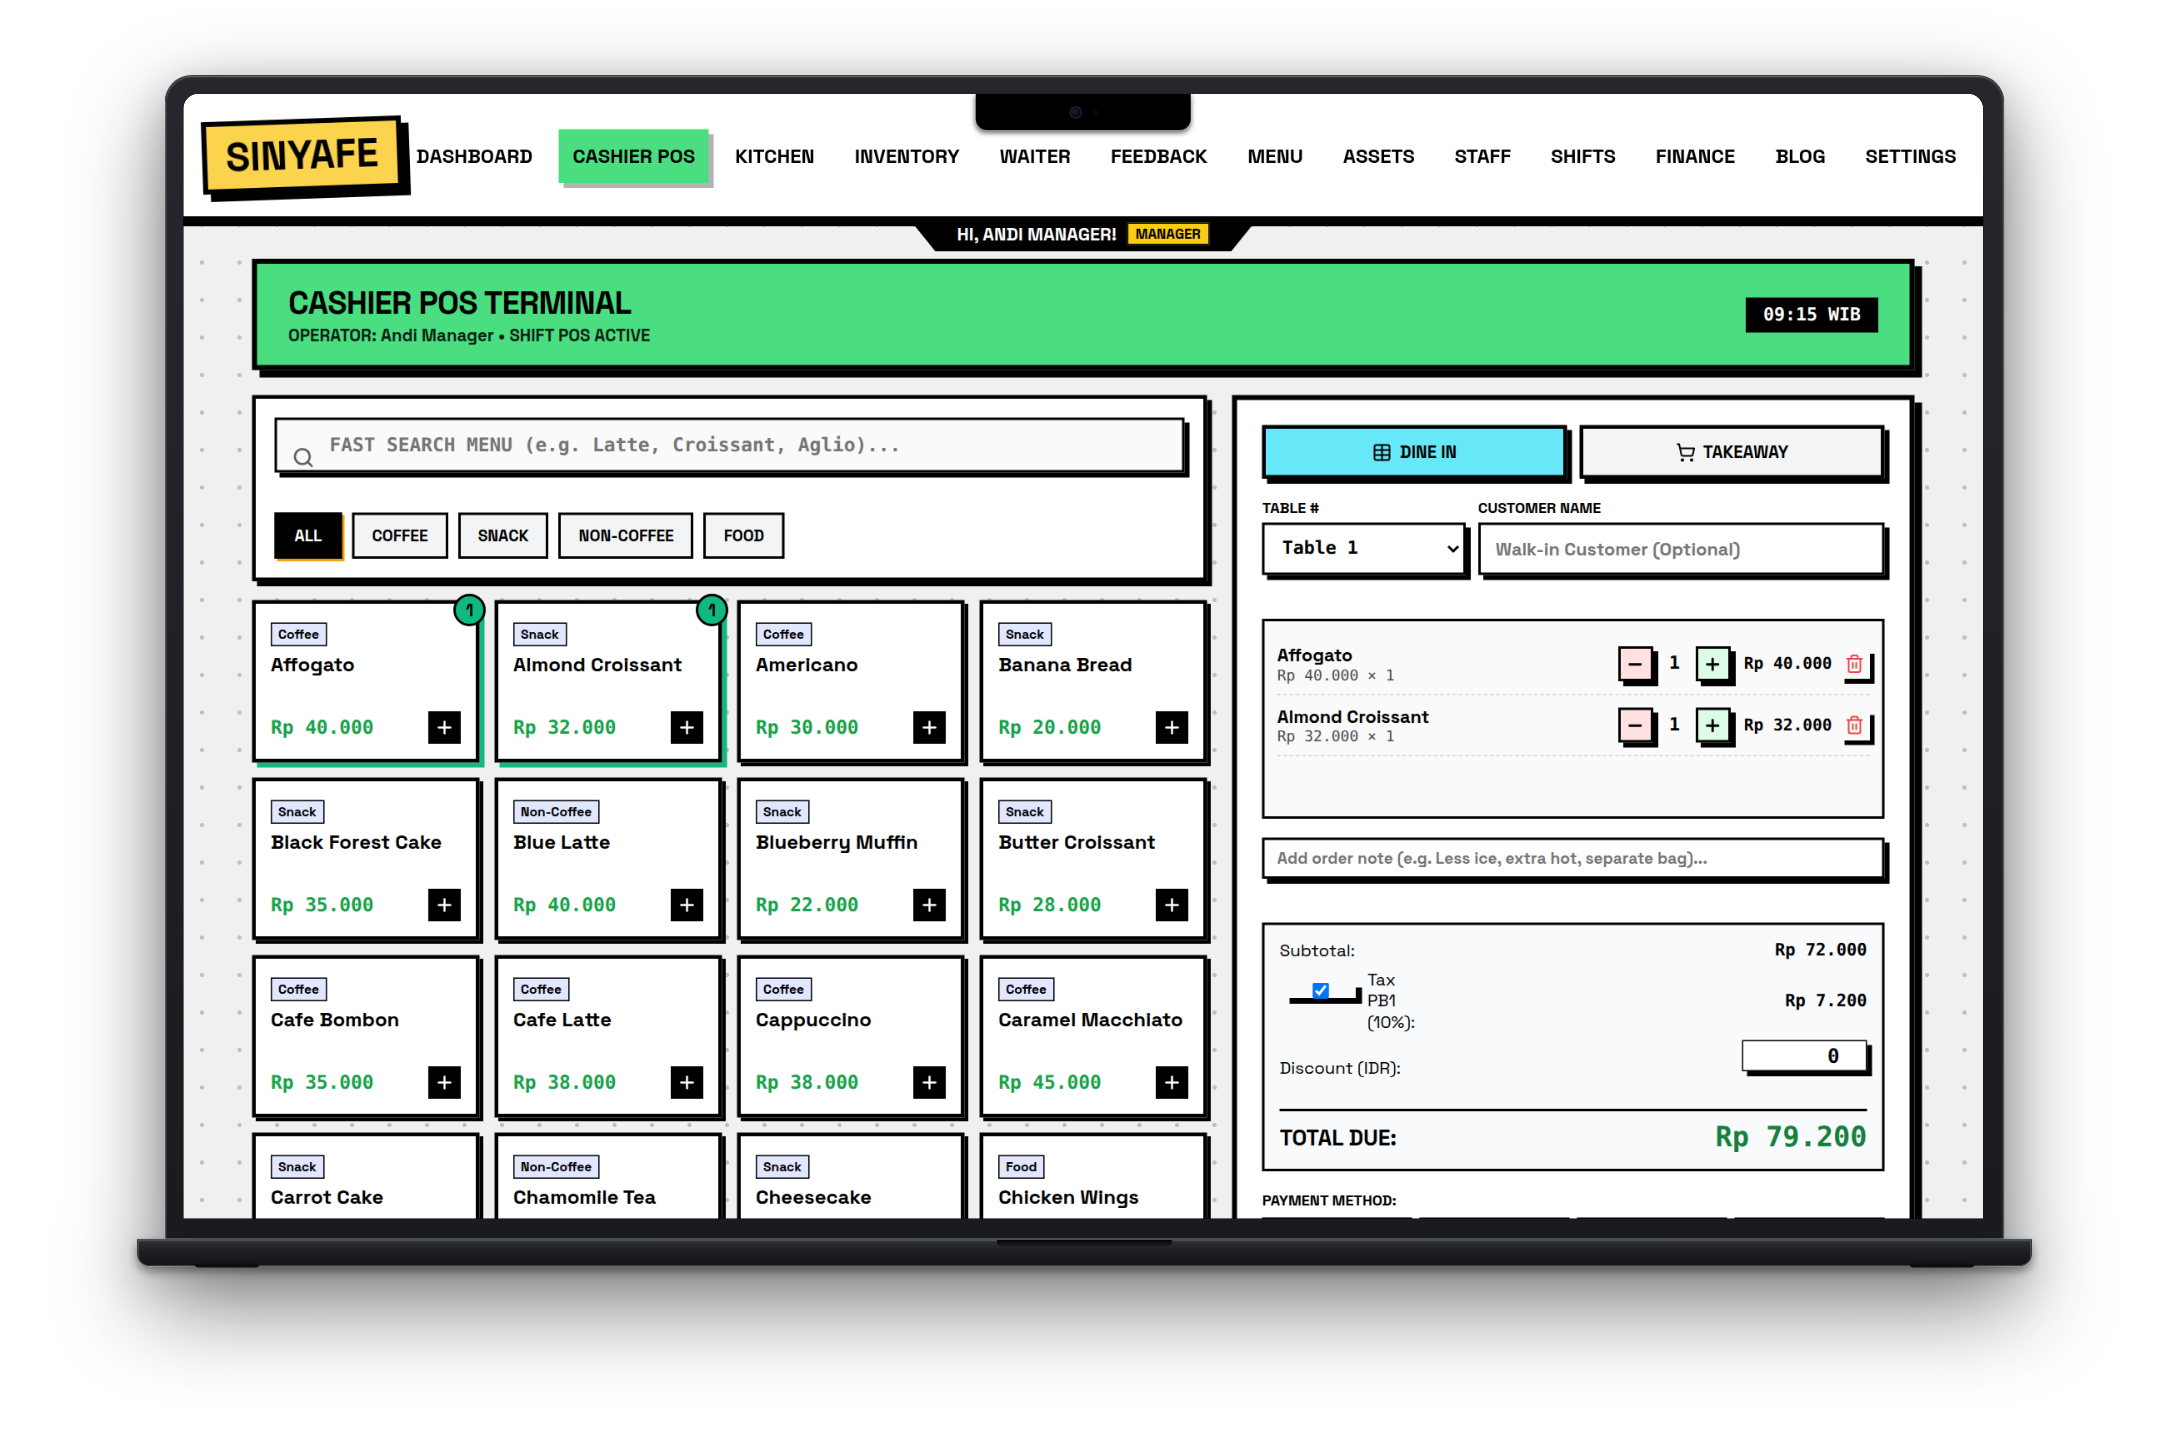 SINYAFE
DASHBOARD CASHIER POS KITCHEN INVENTORY WAITER FEEDBACK MENU ASSETS STAFF SHIFTS FINANCE BLOG SETTINGS
HI, ANDI MANAGER! MANAGER
CASHIER POS TERMINAL
OPERATOR: Andi Manager • SHIFT POS ACTIVE
09:15 WIB
FAST SEARCH MENU (e.g. Latte, Croissant, Aglio)...
ALL COFFEE SNACK NON-COFFEE FOOD
1
Coffee
Affogato
Rp 40.000 +
1
Snack
Almond Croissant
Rp 32.000 +
Coffee
Americano
Rp 30.000 +
Snack
Banana Bread
Rp 20.000 +
Snack
Black Forest Cake
Rp 35.000 +
Non-Coffee
Blue Latte
Rp 40.000 +
Snack
Blueberry Muffin
Rp 22.000 +
Snack
Butter Croissant
Rp 28.000 +
Coffee
Cafe Bombon
Rp 35.000 +
Coffee
Cafe Latte
Rp 38.000 +
Coffee
Cappuccino
Rp 38.000 +
Coffee
Caramel Macchiato
Rp 45.000 +
Snack
Carrot Cake
Non-Coffee
Chamomile Tea
Snack
Cheesecake
Food
Chicken Wings
DINE IN TAKEAWAY
TABLE # CUSTOMER NAME
Table 1 Walk-in Customer (Optional)
Affogato
Rp 40.000 × 1
− 1 + Rp 40.000
Almond Croissant
Rp 32.000 × 1
− 1 + Rp 32.000
Add order note (e.g. Less ice, extra hot, separate bag)...
Subtotal: Rp 72.000
Tax
PB1
(10%):
Rp 7.200
Discount (IDR): 0
TOTAL DUE: Rp 79.200
PAYMENT METHOD: